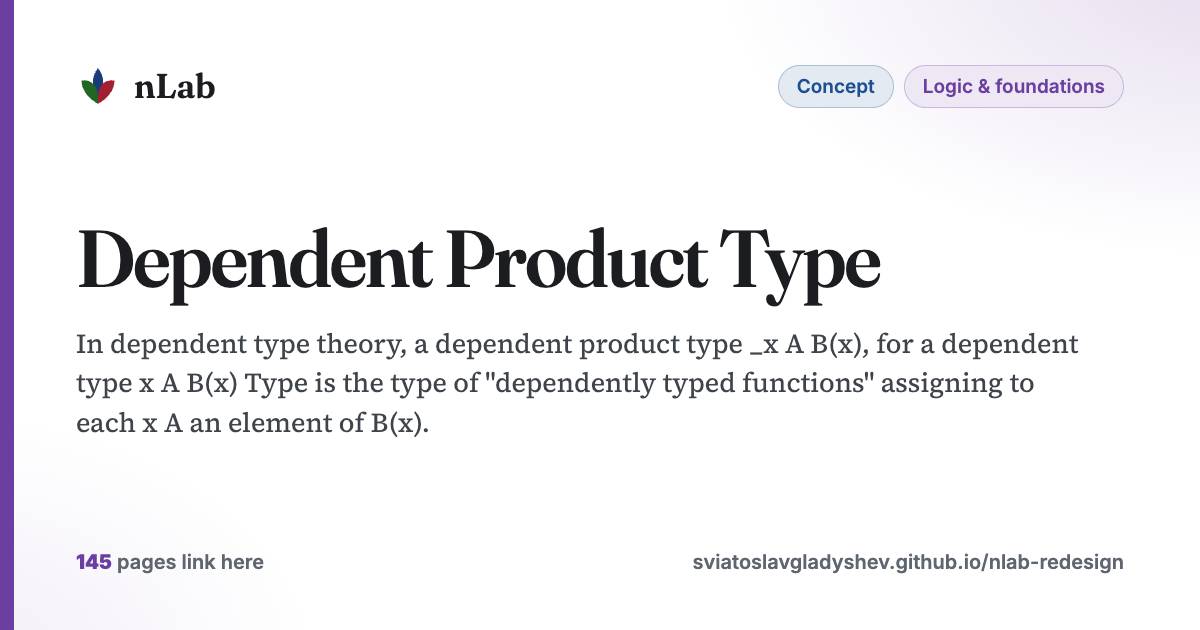 nLab
Concept
Logic & foundations
Dependent Product Type
In dependent type theory, a dependent product type _x A B(x), for a dependent
type x A B(x) Type is the type of "dependently typed functions" assigning to
each x A an element of B(x).
145 pages link here
sviatoslavgladyshev.github.io/nlab-redesign